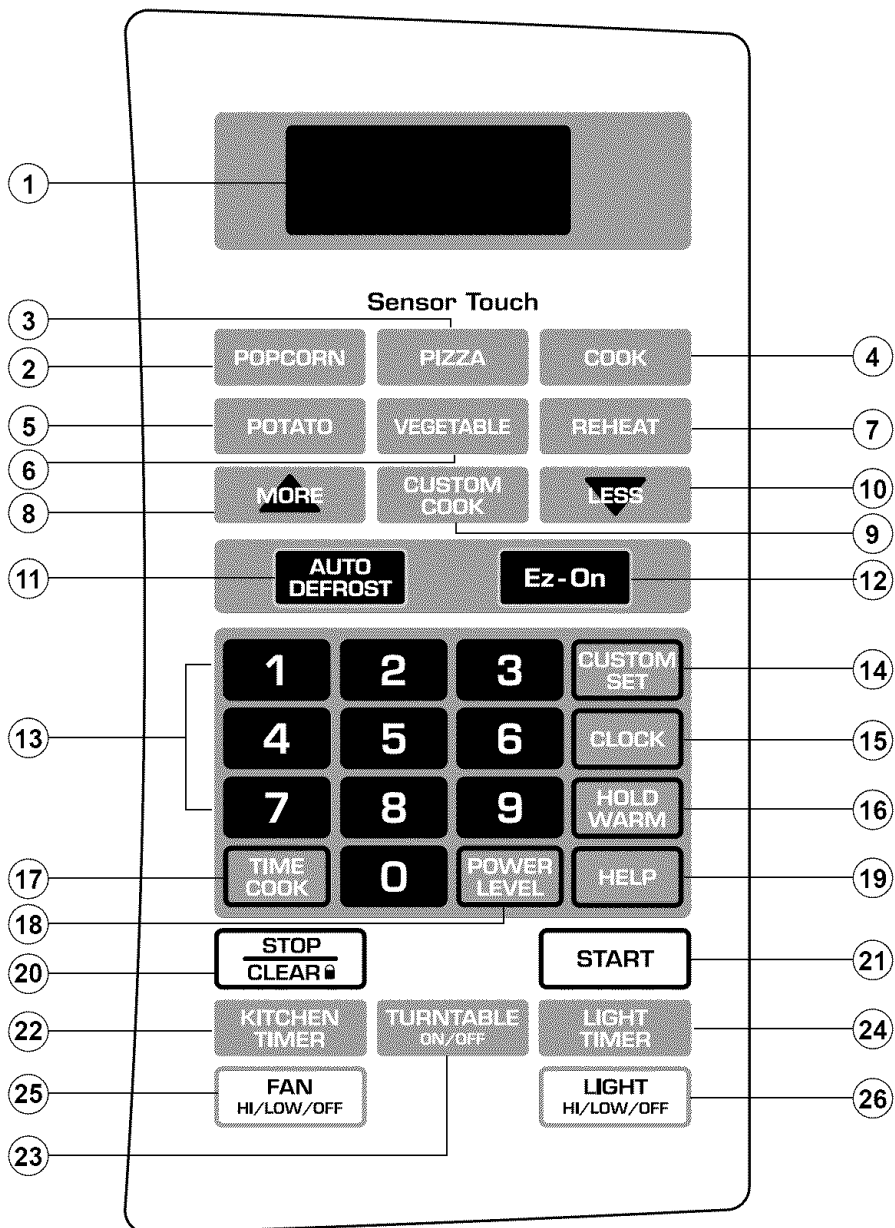 1
Sensor Touch
3
POPCORN PIZZA COOK
2 4
POTATO VEGETABLE REHEAT
5 7
6
MORE CUSTOM COOK LESS
8 10
9
AUTO DEFROST Ez-On
11 12
1 2 3 CUSTOM SET
14
4 5 6 CLOCK
13 15
7 8 9 HOLD WARM
16
TIME COOK 0 POWER LEVEL HELP
17 19
18
STOP
CLEAR START
20 21
KITCHEN TIMER TURNTABLE ON/OFF LIGHT TIMER
22 24
FAN LIGHT
HI/LOW/OFF HI/LOW/OFF
25 26
23